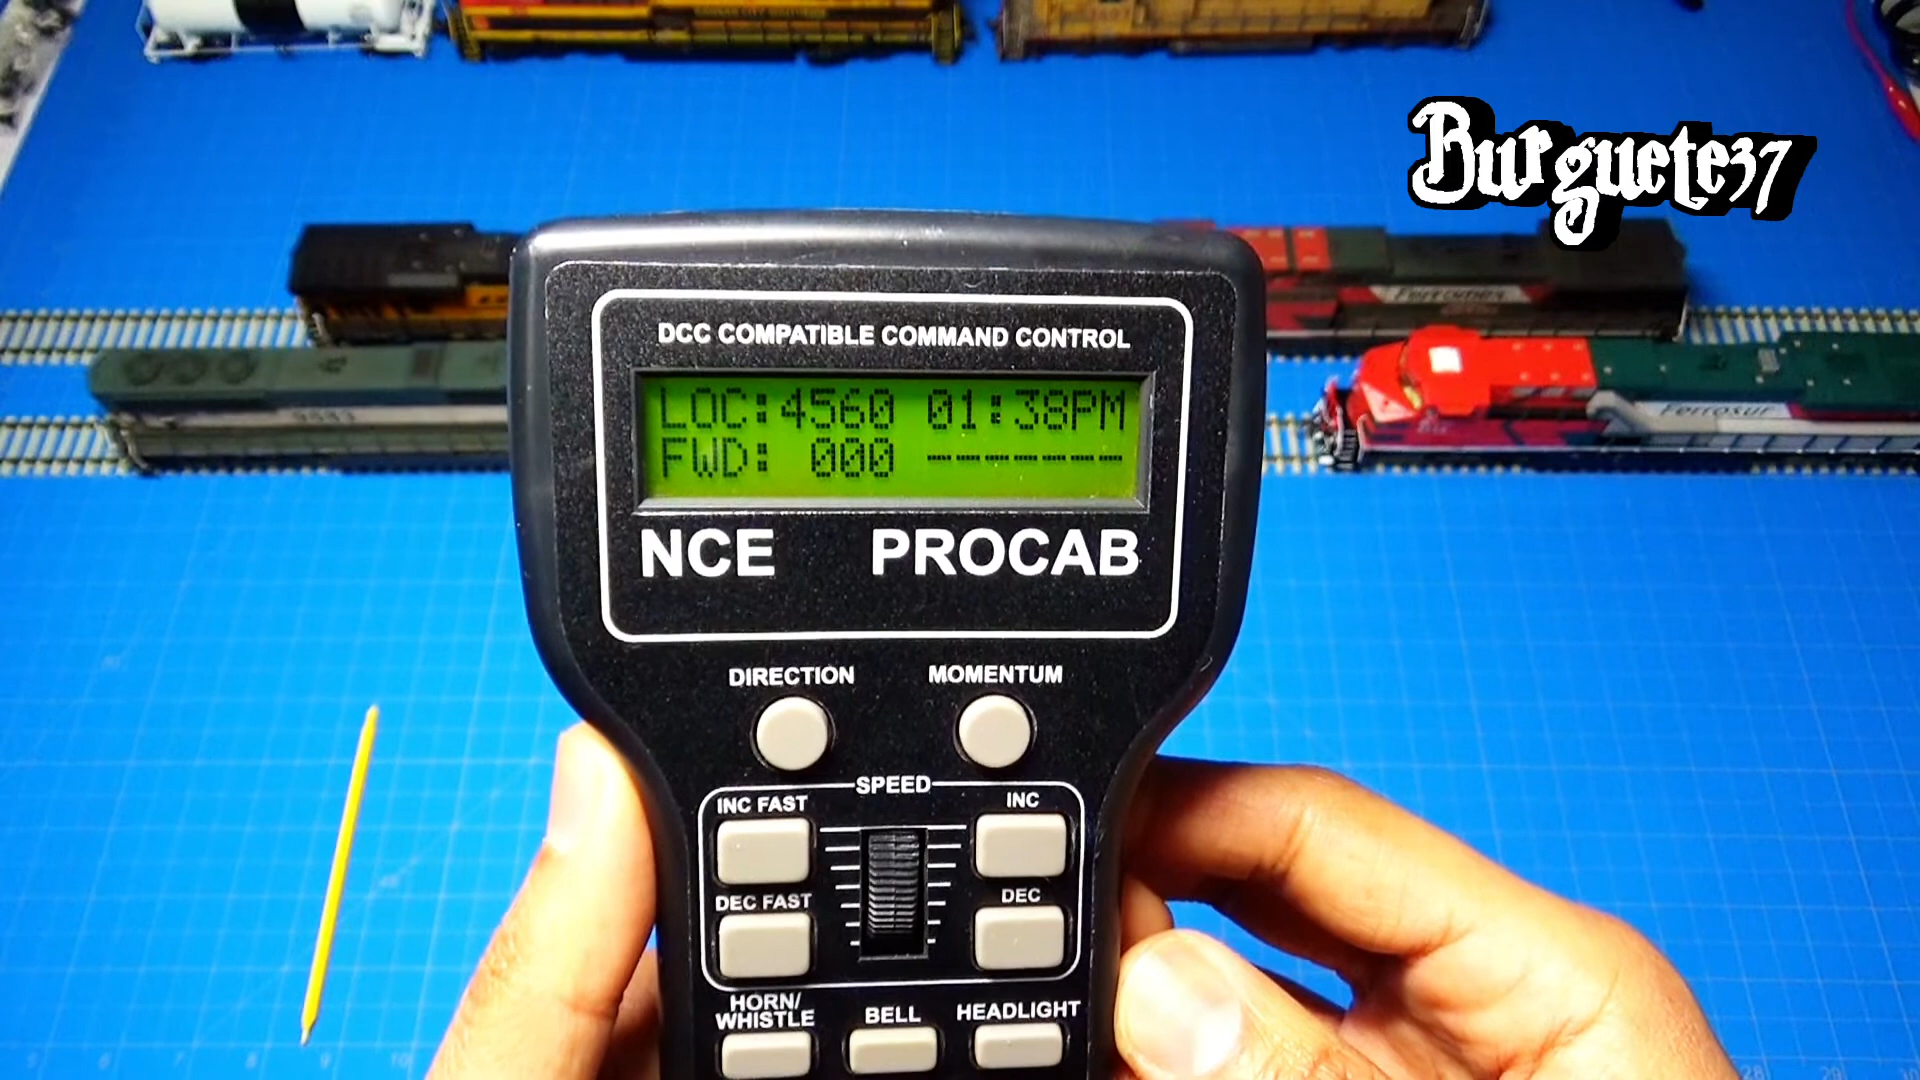 Burguete37
Ferromex
Ferrosur
DCC COMPATIBLE COMMAND CONTROL
LOC:4560 01:38PM
FWD: 000 -------
NCE PROCAB
DIRECTION MOMENTUM
SPEED
INC FAST INC
DEC FAST DEC
HORN/
WHISTLE
BELL
HEADLIGHT